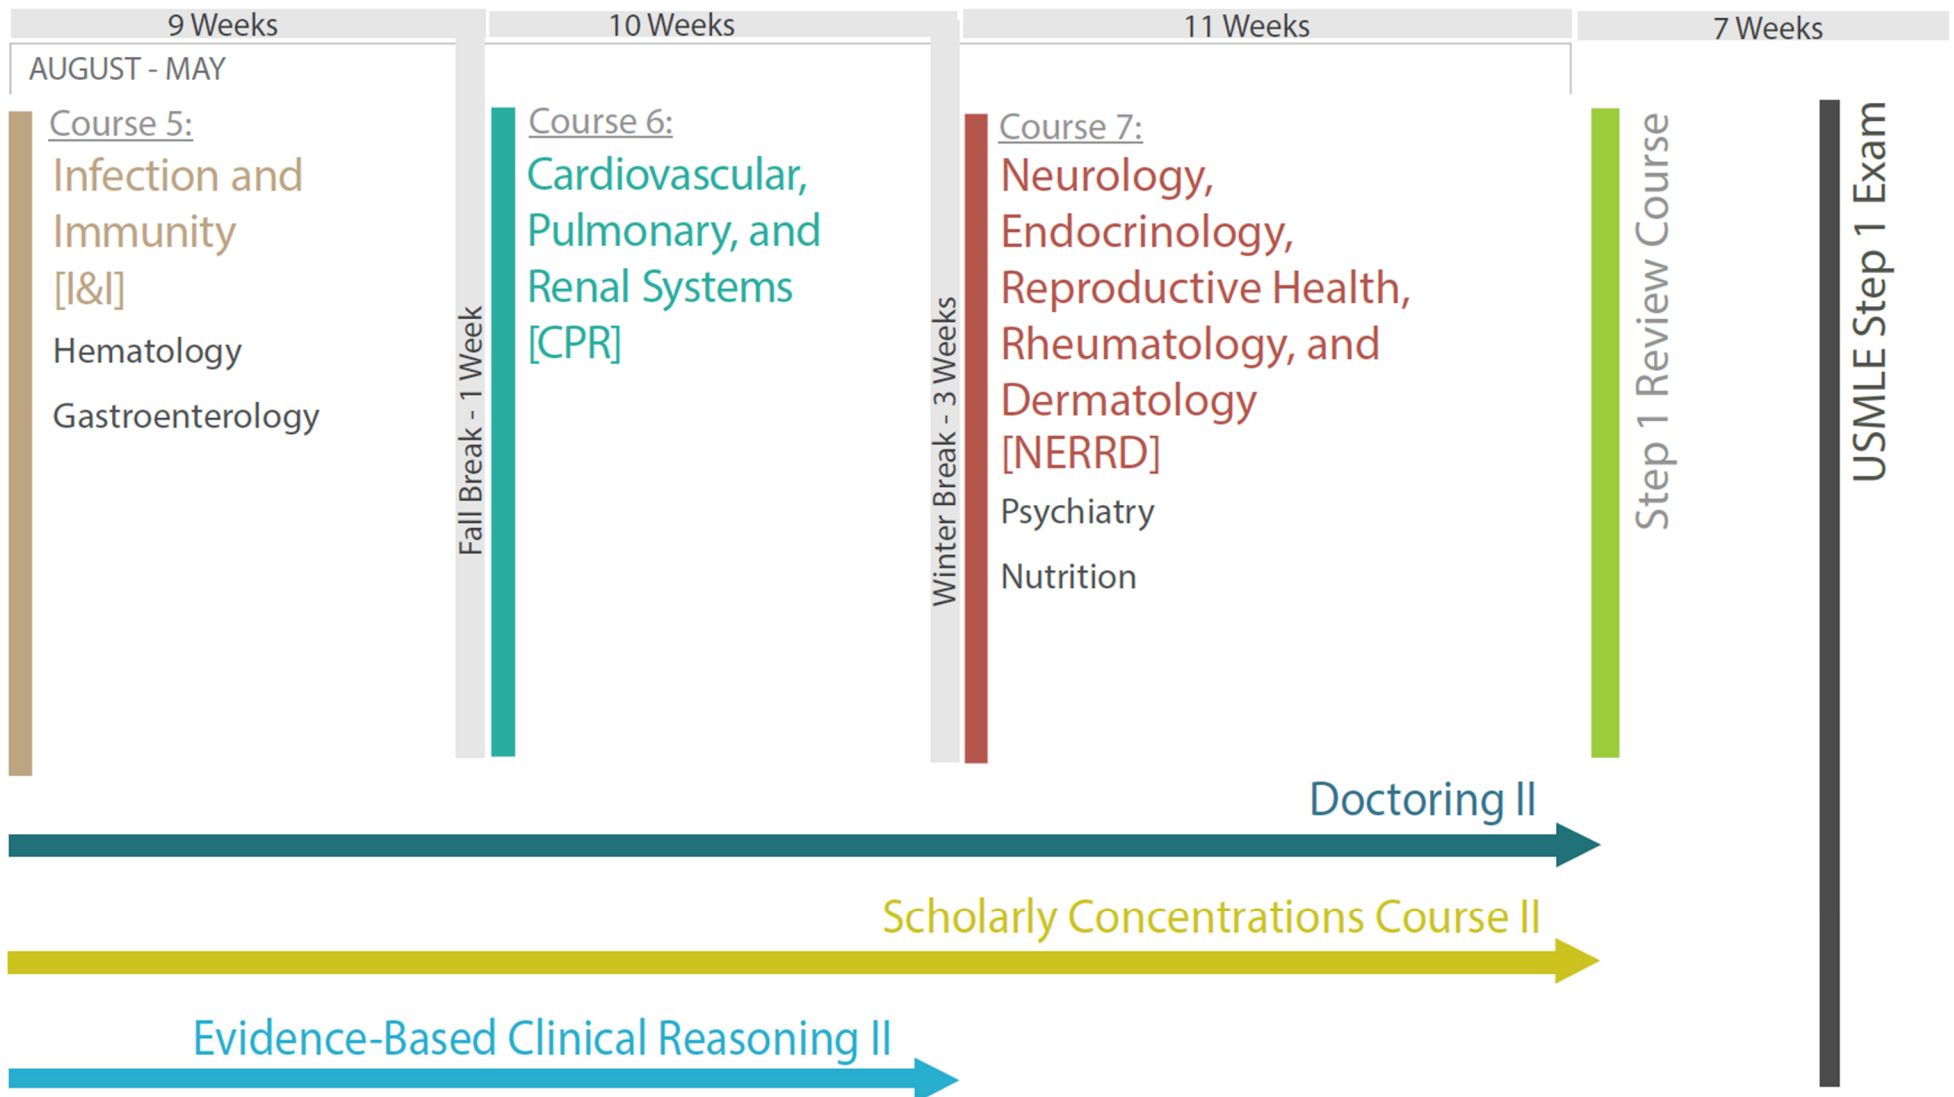 9 Weeks
10 Weeks
11 Weeks
7 Weeks
AUGUST - MAY
Course 5:
Infection and
Immunity
[I&I]
Hematology
Gastroenterology
Fall Break - 1 Week
Course 6:
Cardiovascular,
Pulmonary, and
Renal Systems
[CPR]
Winter Break - 3 Weeks
Course 7:
Neurology,
Endocrinology,
Reproductive Health,
Rheumatology, and
Dermatology
[NERRD]
Psychiatry
Nutrition
Step 1 Review Course
USMLE Step 1 Exam
Doctoring II
Scholarly Concentrations Course II
Evidence-Based Clinical Reasoning II